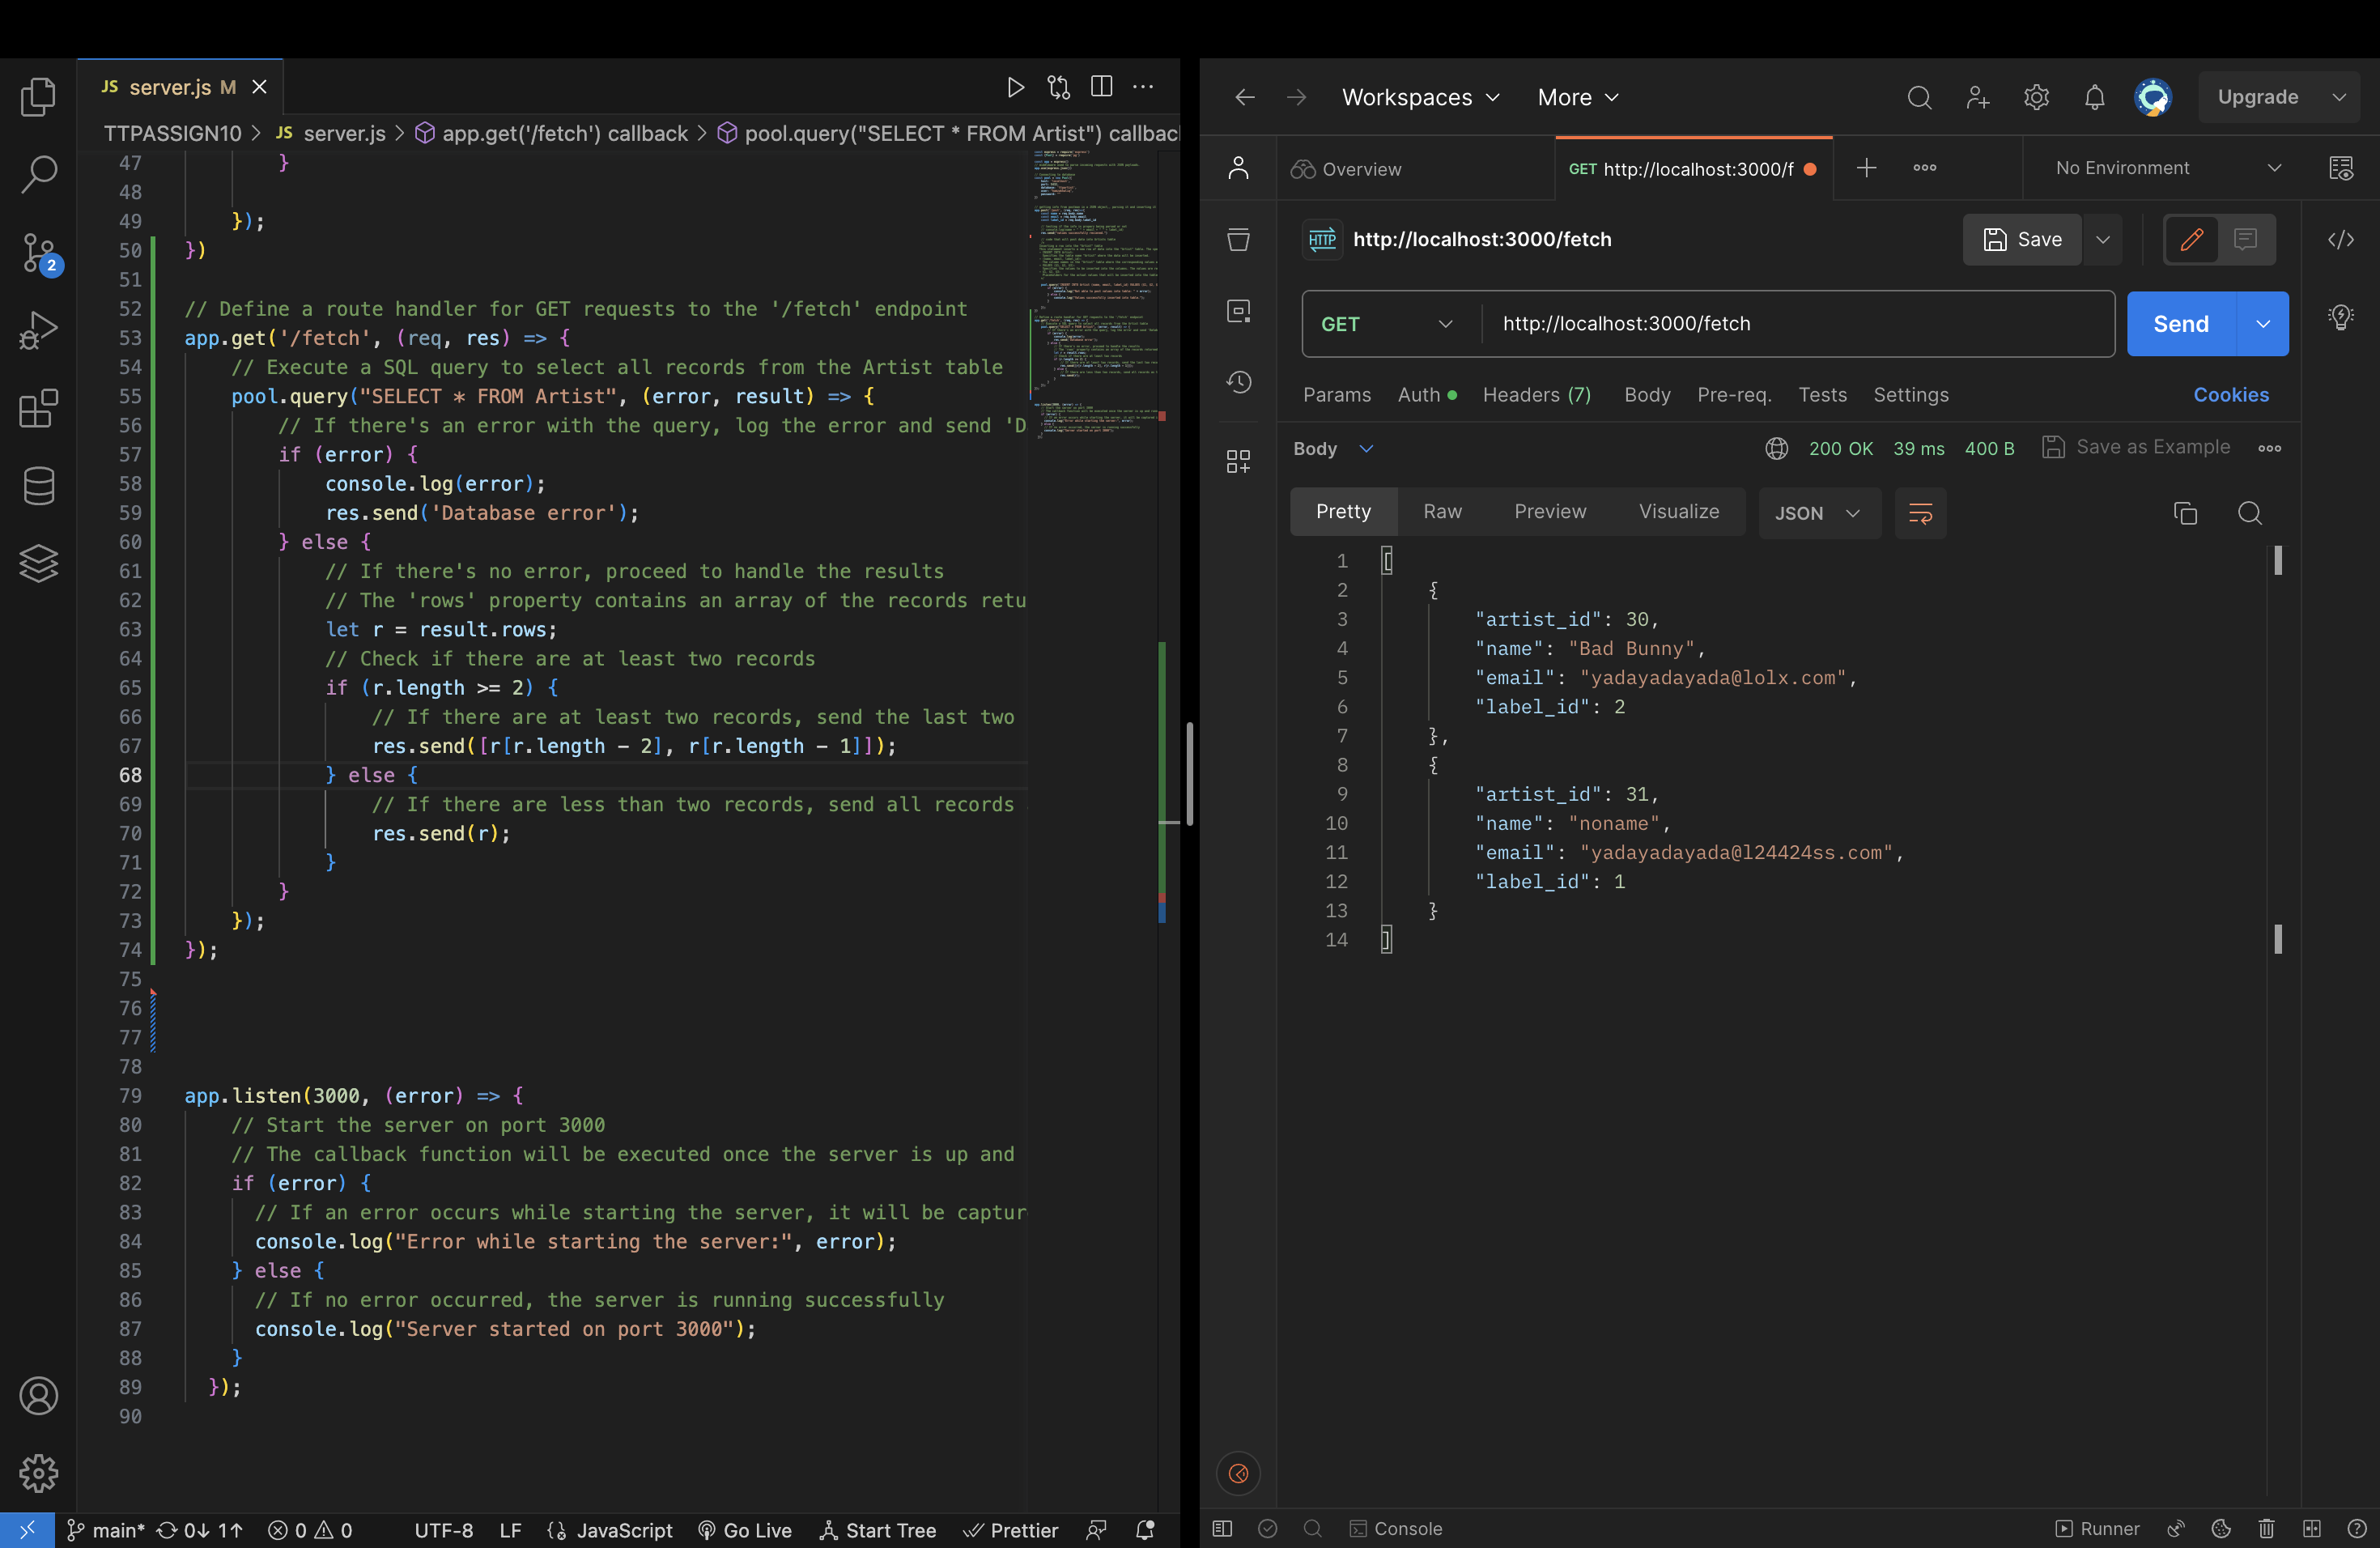 JS server.js M
TTPASSIGN10 > JS server.js > app.get('/fetch') callback > pool.query("SELECT * FROM Artist") callbac
47 }
48
49 });
50 })
51
52 // Define a route handler for GET requests to the '/fetch' endpoint
53 app.get('/fetch', (req, res) => {
54 // Execute a SQL query to select all records from the Artist table
55 pool.query("SELECT * FROM Artist", (error, result) => {
56 // If there's an error with the query, log the error and send 'D
57 if (error) {
58 console.log(error);
59 res.send('Database error');
60 } else {
61 // If there's no error, proceed to handle the results
62 // The 'rows' property contains an array of the records retu
63 let r = result.rows;
64 // Check if there are at least two records
65 if (r.length >= 2) {
66 // If there are at least two records, send the last two
67 res.send([r[r.length - 2], r[r.length - 1]]);
68 } else {
69 // If there are less than two records, send all records
70 res.send(r);
71 }
72 }
73 });
74 });
75
76
77
78
79 app.listen(3000, (error) => {
80 // Start the server on port 3000
81 // The callback function will be executed once the server is up and
82 if (error) {
83 // If an error occurs while starting the server, it will be captur
84 console.log("Error while starting the server:", error);
85 } else {
86 // If no error occurred, the server is running successfully
87 console.log("Server started on port 3000");
88 }
89 });
90
2
main* 0↓ 1↑ 0 0 UTF-8 LF {} JavaScript Go Live Start Tree Prettier
Workspaces More Upgrade
Overview GET http://localhost:3000/f No Environment
HTTP http://localhost:3000/fetch Save
GET http://localhost:3000/fetch Send
Params Auth Headers (7) Body Pre-req. Tests Settings Cookies
Body 200 OK 39 ms 400 B Save as Example
Pretty Raw Preview Visualize JSON
1 [
2 {
3 "artist_id": 30,
4 "name": "Bad Bunny",
5 "email": "yadayadayada@lolx.com",
6 "label_id": 2
7 },
8 {
9 "artist_id": 31,
10 "name": "noname",
11 "email": "yadayadayada@l24424ss.com",
12 "label_id": 1
13 }
14 ]
Console Runner